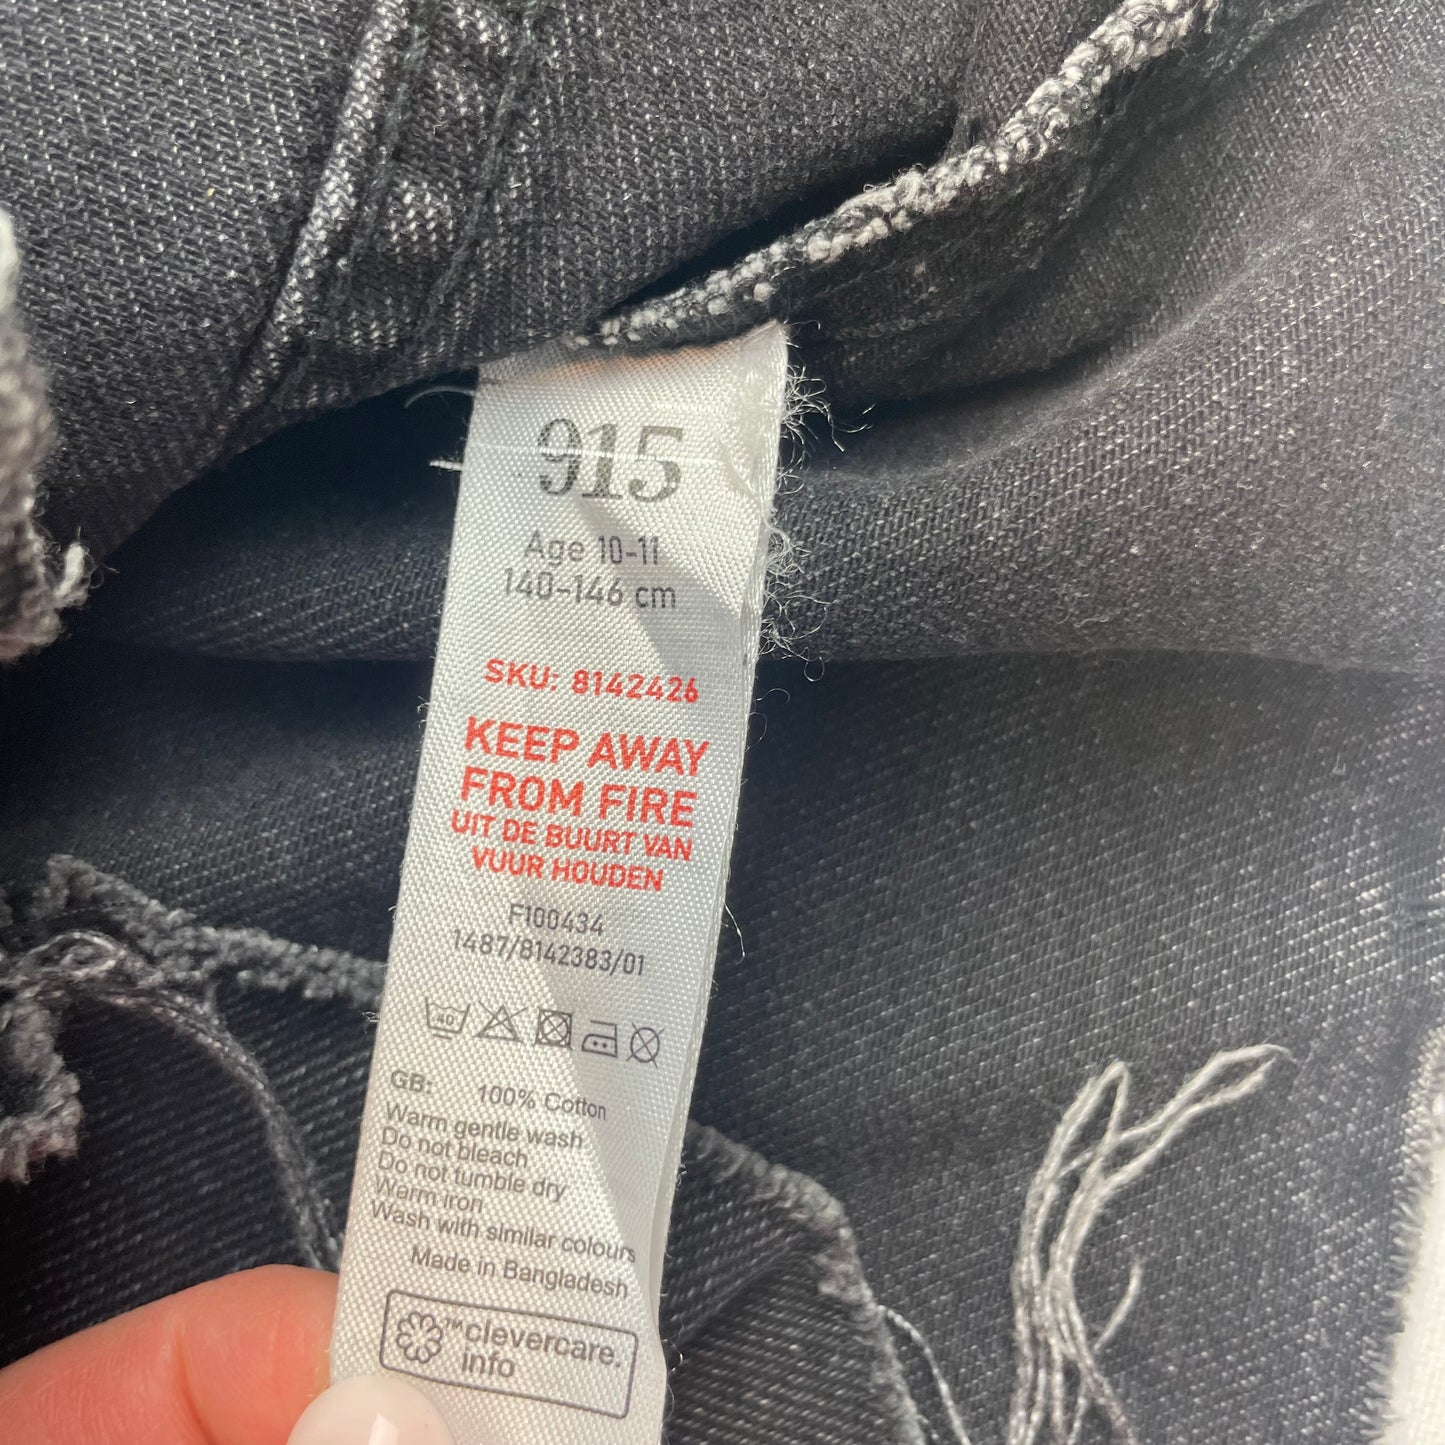 915
Age 10-11
140-146 cm
SKU: 8142426
KEEP AWAY
FROM FIRE
UIT DE BUURT VAN
VUUR HOUDEN
F100434
1487/8142383/01
40
GB: 100% Cotton
Warm gentle wash
Do not bleach
Do not tumble dry
Warm iron
Wash with similar colours
Made in Bangladesh
™clevercare.
info